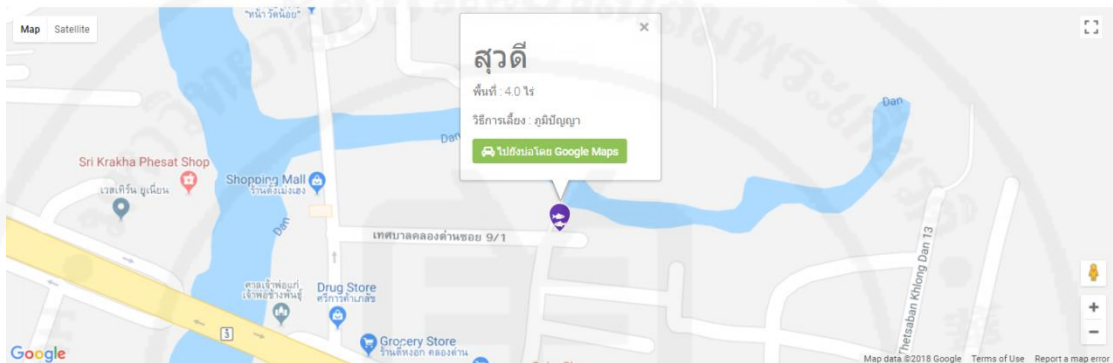 "หน้า วัดน้อย"
Map Satellite
×
สุวดี
พื้นที่ : 4.0 ไร่
วิธีการเลี้ยง : ภูมิปัญญา
ไปยังบ่อโดย Google Maps
Dan
Dan
Sri Krakha Phesat Shop
เวสเทิร์น ยูเนี่ยน
Shopping Mall
ร้านตั้งเม่งเฮง
Dan
เทศบาลคลองด่านซอย 9/1
Thetsaban Khlong Dan 13
ศาลเจ้าพ่อแก่
เจ้าพ่อช้างพันธุ์
Drug Store
ศรีการค้าเภสัช
3
Grocery Store
ร้านตี๋หงอก คลองด่าน
Google
+
−
Map data ©2018 Google Terms of Use Report a map error